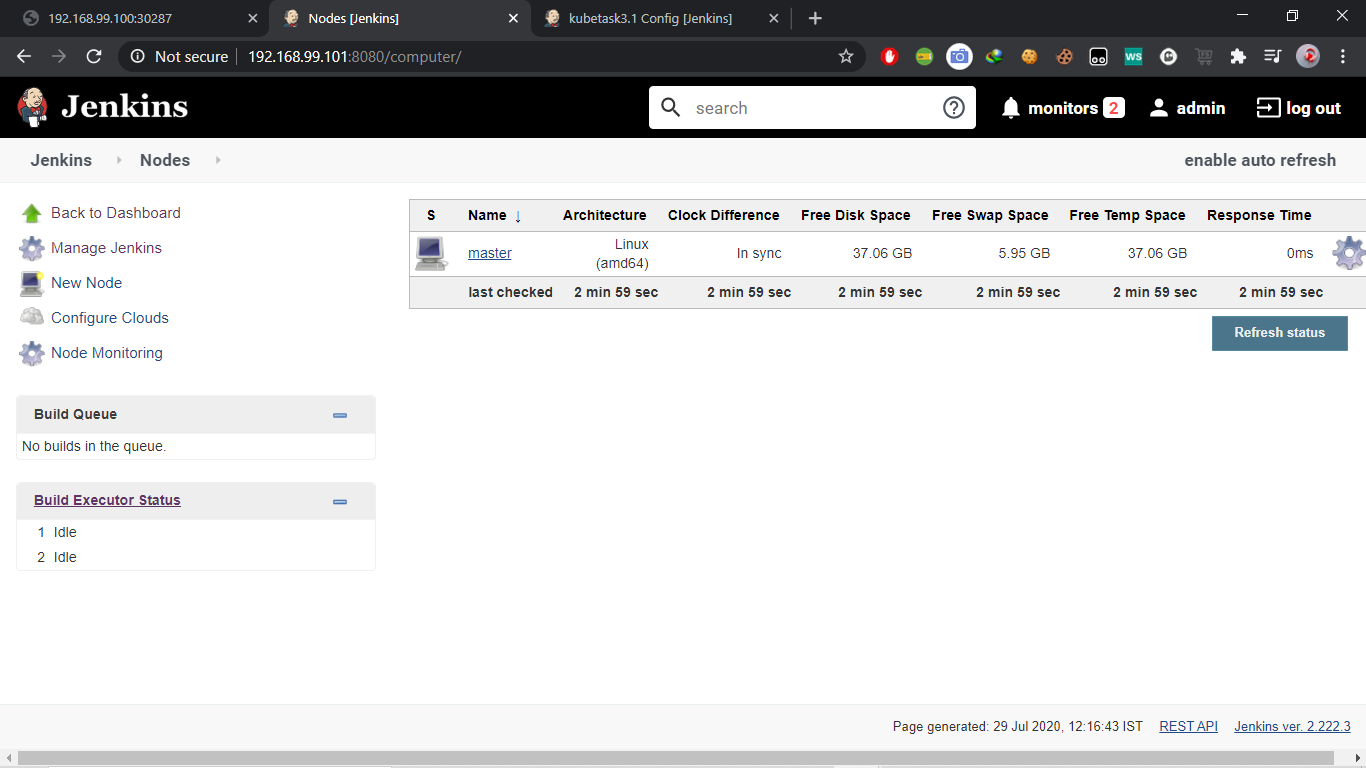 192.168.99.100:30287
Nodes [Jenkins]
kubetask3.1 Config [Jenkins]
Not secure
192.168.99.101:8080/computer/
WS
Jenkins
search
monitors 2
admin
log out
Jenkins
Nodes
enable auto refresh
Back to Dashboard
Manage Jenkins
New Node
Configure Clouds
Node Monitoring
Build Queue
No builds in the queue.
Build Executor Status
1 Idle
2 Idle
S Name ↓ Architecture Clock Difference Free Disk Space Free Swap Space Free Temp Space Response Time
master Linux (amd64) In sync 37.06 GB 5.95 GB 37.06 GB 0ms
last checked 2 min 59 sec 2 min 59 sec 2 min 59 sec 2 min 59 sec 2 min 59 sec 2 min 59 sec
Refresh status
Page generated: 29 Jul 2020, 12:16:43 IST REST API Jenkins ver. 2.222.3